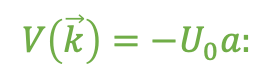 V(k⃗) = −U₀a: